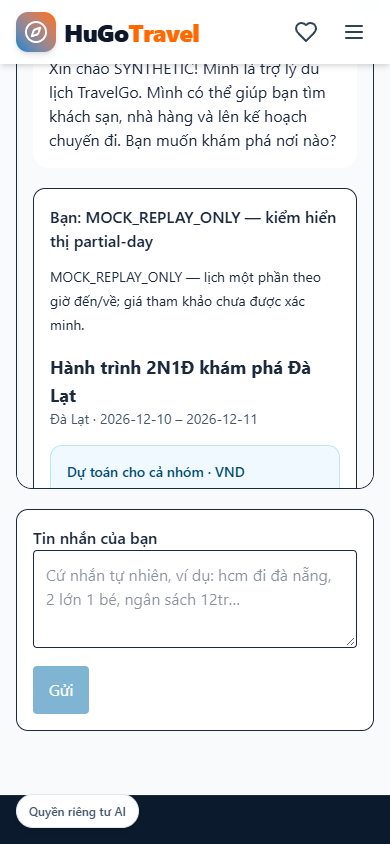 HuGoTravel
Xin chào SYNTHETIC! Mình là trợ lý du
lịch TravelGo. Mình có thể giúp bạn tìm
khách sạn, nhà hàng và lên kế hoạch
chuyến đi. Bạn muốn khám phá nơi nào?
Bạn: MOCK_REPLAY_ONLY — kiểm hiển
thị partial-day
MOCK_REPLAY_ONLY — lịch một phần theo
giờ đến/về; giá tham khảo chưa được xác
minh.
Hành trình 2N1Đ khám phá Đà
Lạt
Đà Lạt · 2026-12-10 – 2026-12-11
Dự toán cho cả nhóm · VND
Tin nhắn của bạn
Cứ nhắn tự nhiên, ví dụ: hcm đi đà nẵng,
2 lớn 1 bé, ngân sách 12tr...
Gửi
Quyền riêng tư AI